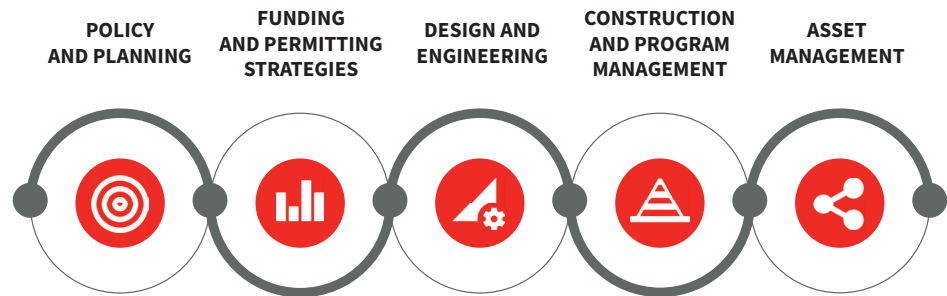 POLICY
AND PLANNING
FUNDING
AND PERMITTING
STRATEGIES
DESIGN AND
ENGINEERING
CONSTRUCTION
AND PROGRAM
MANAGEMENT
ASSET
MANAGEMENT